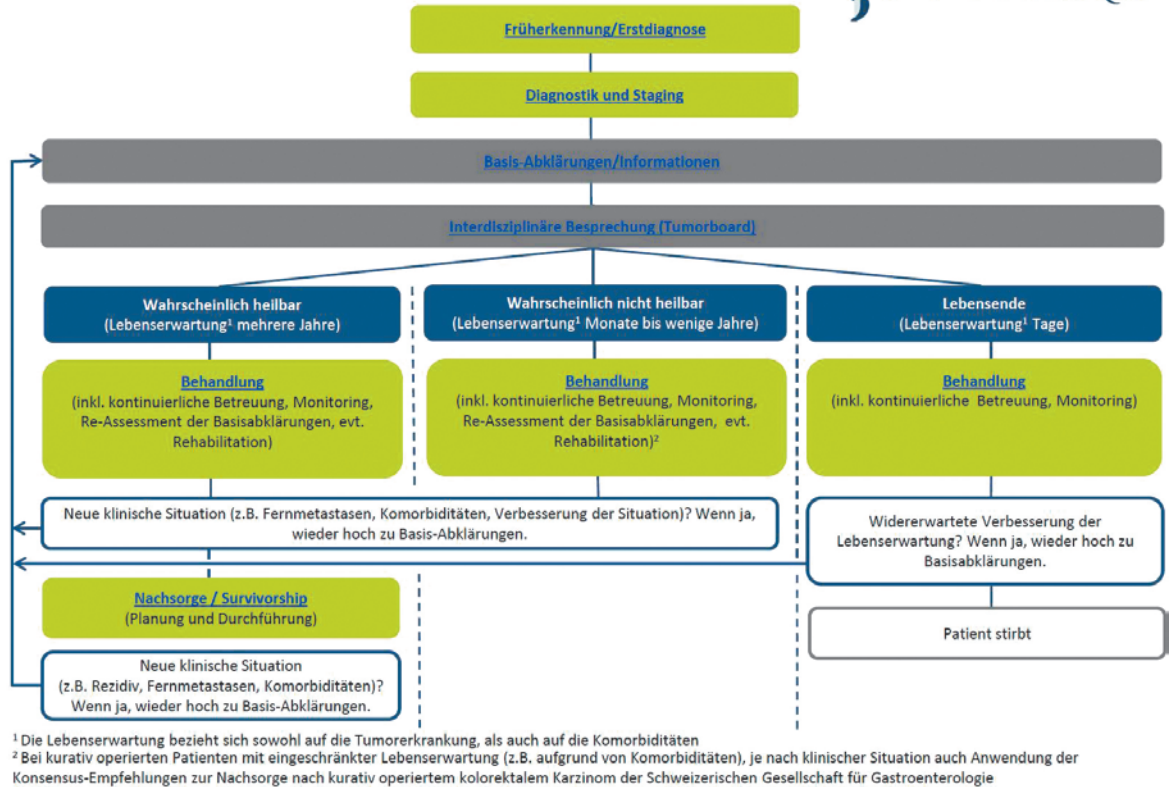 Früherkennung/Erstdiagnose
Diagnostik und Staging
Basis-Abklärungen/Informationen
Interdisziplinäre Besprechung (Tumorboard)
Wahrscheinlich heilbar
(Lebenserwartung¹ mehrere Jahre)
Wahrscheinlich nicht heilbar
(Lebenserwartung¹ Monate bis wenige Jahre)
Lebensende
(Lebenserwartung¹ Tage)
Behandlung
(inkl. kontinuierliche Betreuung, Monitoring,
Re-Assessment der Basisabklärungen, evt.
Rehabilitation)
Behandlung
(inkl. kontinuierliche Betreuung, Monitoring,
Re-Assessment der Basisabklärungen, evt.
Rehabilitation)²
Behandlung
(inkl. kontinuierliche Betreuung, Monitoring)
Neue klinische Situation (z.B. Fernmetastasen, Komorbiditäten, Verbesserung der Situation)? Wenn ja,
wieder hoch zu Basis-Abklärungen.
Widererwartete Verbesserung der
Lebenserwartung? Wenn ja, wieder hoch zu
Basisabklärungen.
Nachsorge / Survivorship
(Planung und Durchführung)
Patient stirbt
Neue klinische Situation
(z.B. Rezidiv, Fernmetastasen, Komorbiditäten)?
Wenn ja, wieder hoch zu Basis-Abklärungen.
¹ Die Lebenserwartung bezieht sich sowohl auf die Tumorerkrankung, als auch auf die Komorbiditäten
² Bei kurativ operierten Patienten mit eingeschränkter Lebenserwartung (z.B. aufgrund von Komorbiditäten), je nach klinischer Situation auch Anwendung der
Konsensus-Empfehlungen zur Nachsorge nach kurativ operiertem kolorektalem Karzinom der Schweizerischen Gesellschaft für Gastroenterologie